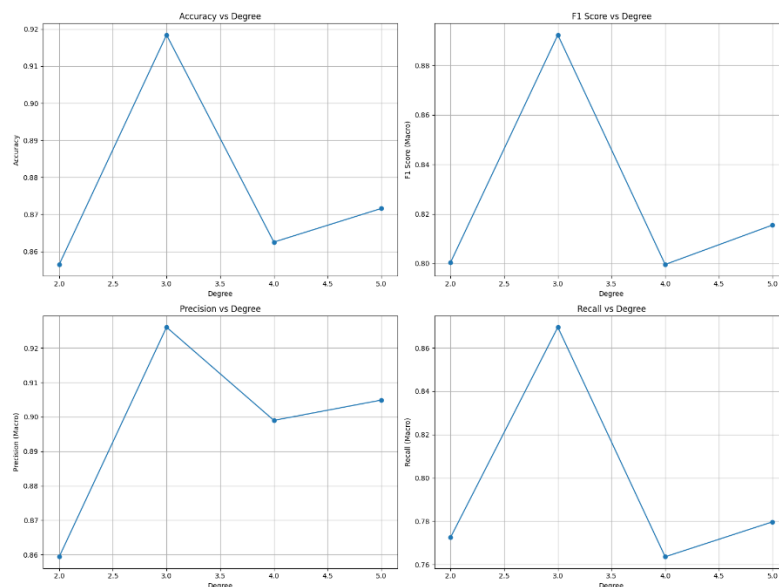 Accuracy vs Degree
0.92
0.91
0.90
0.89
0.88
0.87
0.86
Accuracy
2.0 2.5 3.0 3.5 4.0 4.5 5.0
Degree
F1 Score vs Degree
0.88
0.86
0.84
0.82
0.80
F1 Score (Macro)
2.0 2.5 3.0 3.5 4.0 4.5 5.0
Degree
Precision vs Degree
0.92
0.91
0.90
0.89
0.88
0.87
0.86
Precision (Macro)
2.0 2.5 3.0 3.5 4.0 4.5 5.0
Degree
Recall vs Degree
0.86
0.84
0.82
0.80
0.78
0.76
Recall (Macro)
2.0 2.5 3.0 3.5 4.0 4.5 5.0
Degree